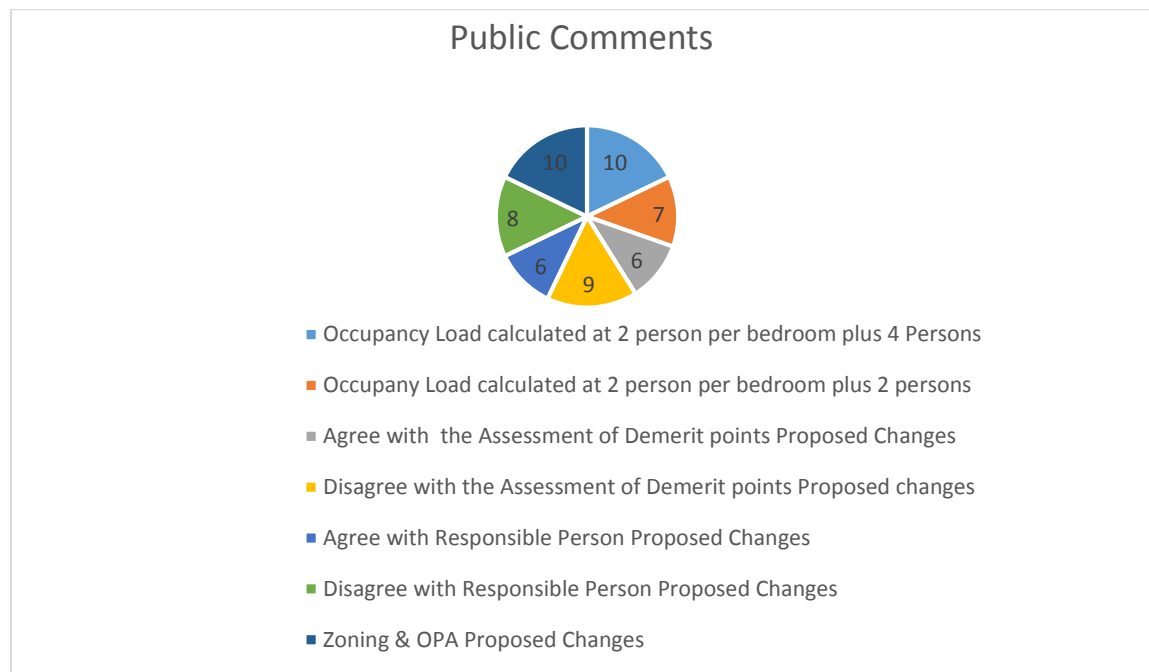 Public Comments
10 10
8 7
6 6
9
Occupancy Load calculated at 2 person per bedroom plus 4 Persons
Occupany Load calculated at 2 person per bedroom plus 2 persons
Agree with  the Assessment of Demerit points Proposed Changes
Disagree with the Assessment of Demerit points Proposed changes
Agree with Responsible Person Proposed Changes
Disagree with Responsible Person Proposed Changes
Zoning & OPA Proposed Changes